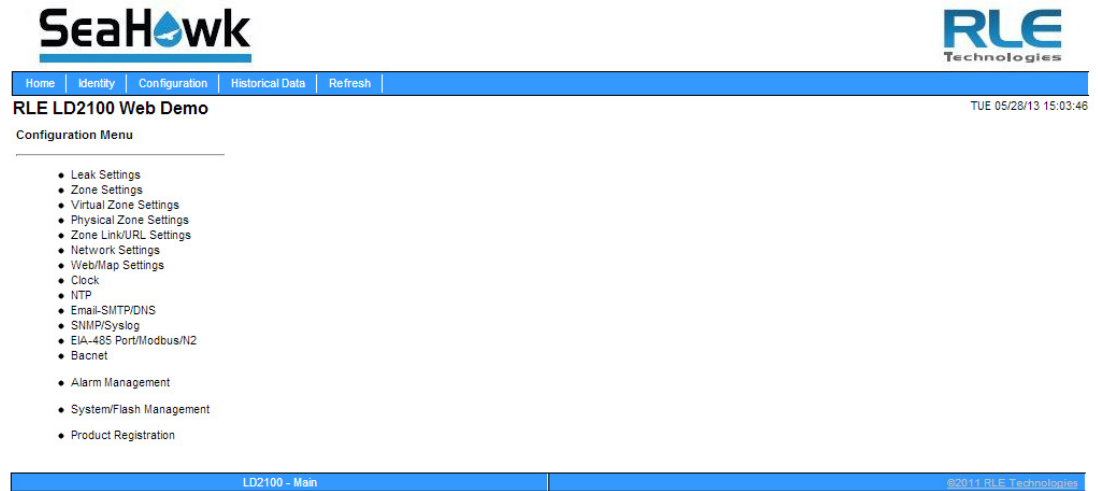 SeaHawk
RLE
Technologies
Home Identity Configuration Historical Data Refresh
RLE LD2100 Web Demo
TUE 05/28/13 15:03:46
Configuration Menu
Leak Settings
Zone Settings
Virtual Zone Settings
Physical Zone Settings
Zone Link/URL Settings
Network Settings
Web/Map Settings
Clock
NTP
Email-SMTP/DNS
SNMP/Syslog
EIA-485 Port/Modbus/N2
Bacnet
Alarm Management
System/Flash Management
Product Registration
LD2100 - Main
©2011 RLE Technologies